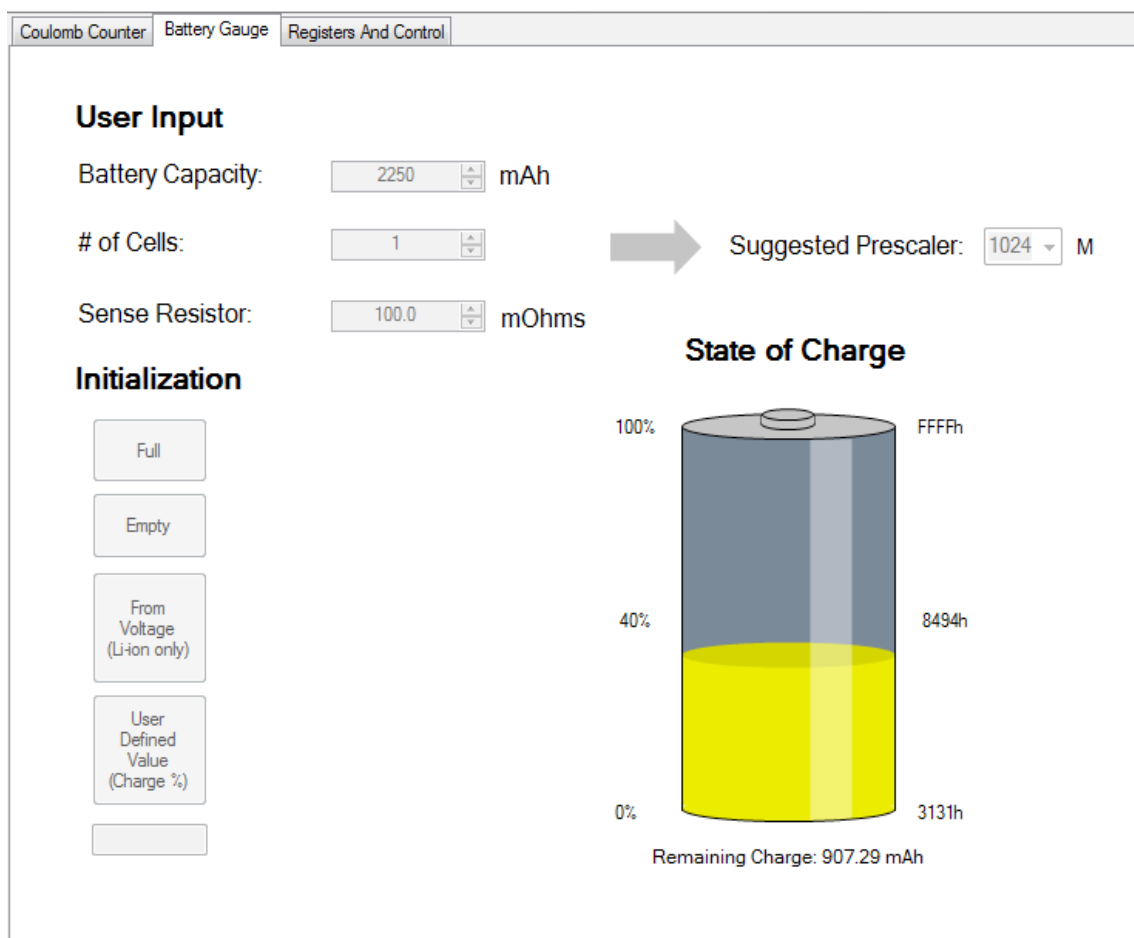 Coulomb Counter Battery Gauge Registers And Control
User Input
Battery Capacity: 2250 mAh
# of Cells: 1 Suggested Prescaler: 1024 M
Sense Resistor: 100.0 mOhms
State of Charge
Initialization
100% FFFFh
Full
Empty
From
Voltage
(Li-ion only)
40% 8494h
User
Defined
Value
(Charge %)
0% 3131h
Remaining Charge: 907.29 mAh